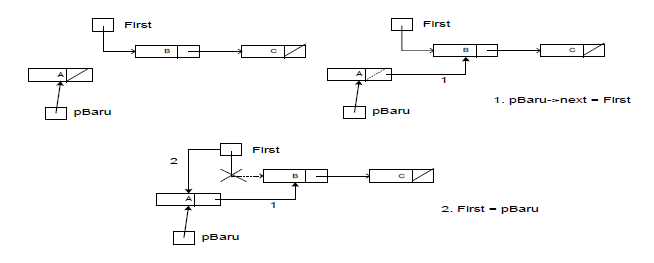 First
B
C
A
pBaru
First
B
C
A
1
pBaru
1. pBaru->next = First
First
2
B
C
A
1
2. First = pBaru
pBaru